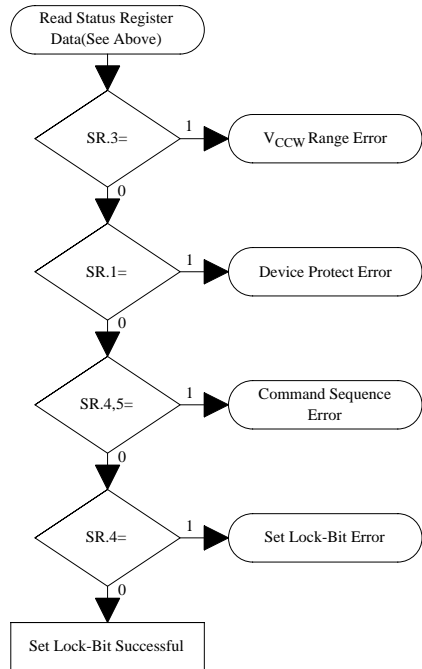 Read Status Register
Data(See Above)
SR.3=
1
VCCW Range Error
0
SR.1=
1
Device Protect Error
0
SR.4,5=
1
Command Sequence
Error
0
SR.4=
1
Set Lock-Bit Error
0
Set Lock-Bit Successful